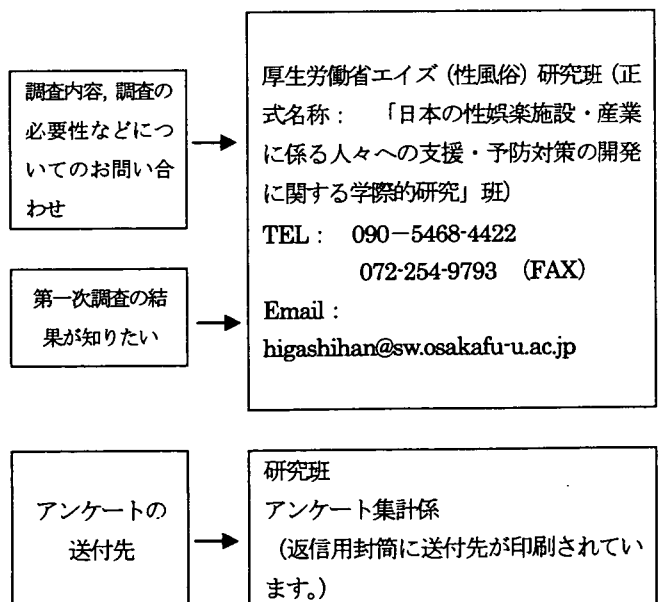 調査内容, 調査の
必要性などにつ
いてのお問い合
わせ
厚生労働省エイズ (性風俗) 研究班 (正
式名称： 「日本の性娯楽施設・産業
に係る人々への支援・予防対策の開発
に関する学際的研究」班)
TEL： 090－5468-4422
072-254-9793 (FAX)
Email：
higashihan@sw.osakafu-u.ac.jp
第一次調査の結
果が知りたい
アンケートの
送付先
研究班
アンケート集計係
(返信用封筒に送付先が印刷されてい
ます。)